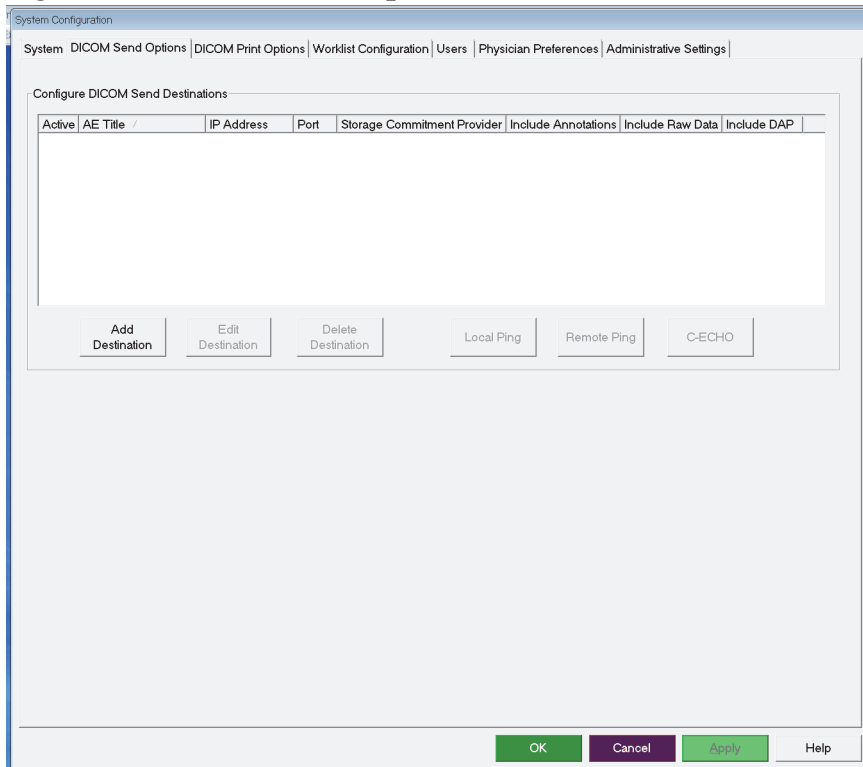 System Configuration
System DICOM Send Options DICOM Print Options Worklist Configuration Users Physician Preferences Administrative Settings
Configure DICOM Send Destinations
Active AE Title / IP Address Port Storage Commitment Provider Include Annotations Include Raw Data Include DAP
Add Destination Edit Destination Delete Destination Local Ping Remote Ping C-ECHO
OK Cancel Apply Help